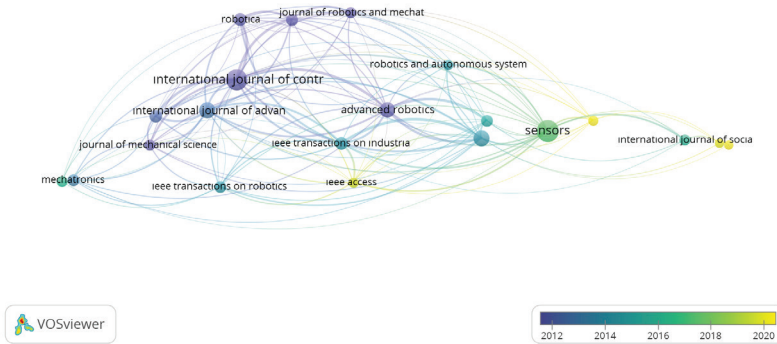 robotica
journal of robotics and mechat
robotics and autonomous system
international journal of contr
international journal of advan
advanced robotics
sensors
journal of mechanical science
ieee transactions on industria
international journal of socia
mechatronics
ieee transactions on robotics
ieee access
VOSviewer
2012 2014 2016 2018 2020